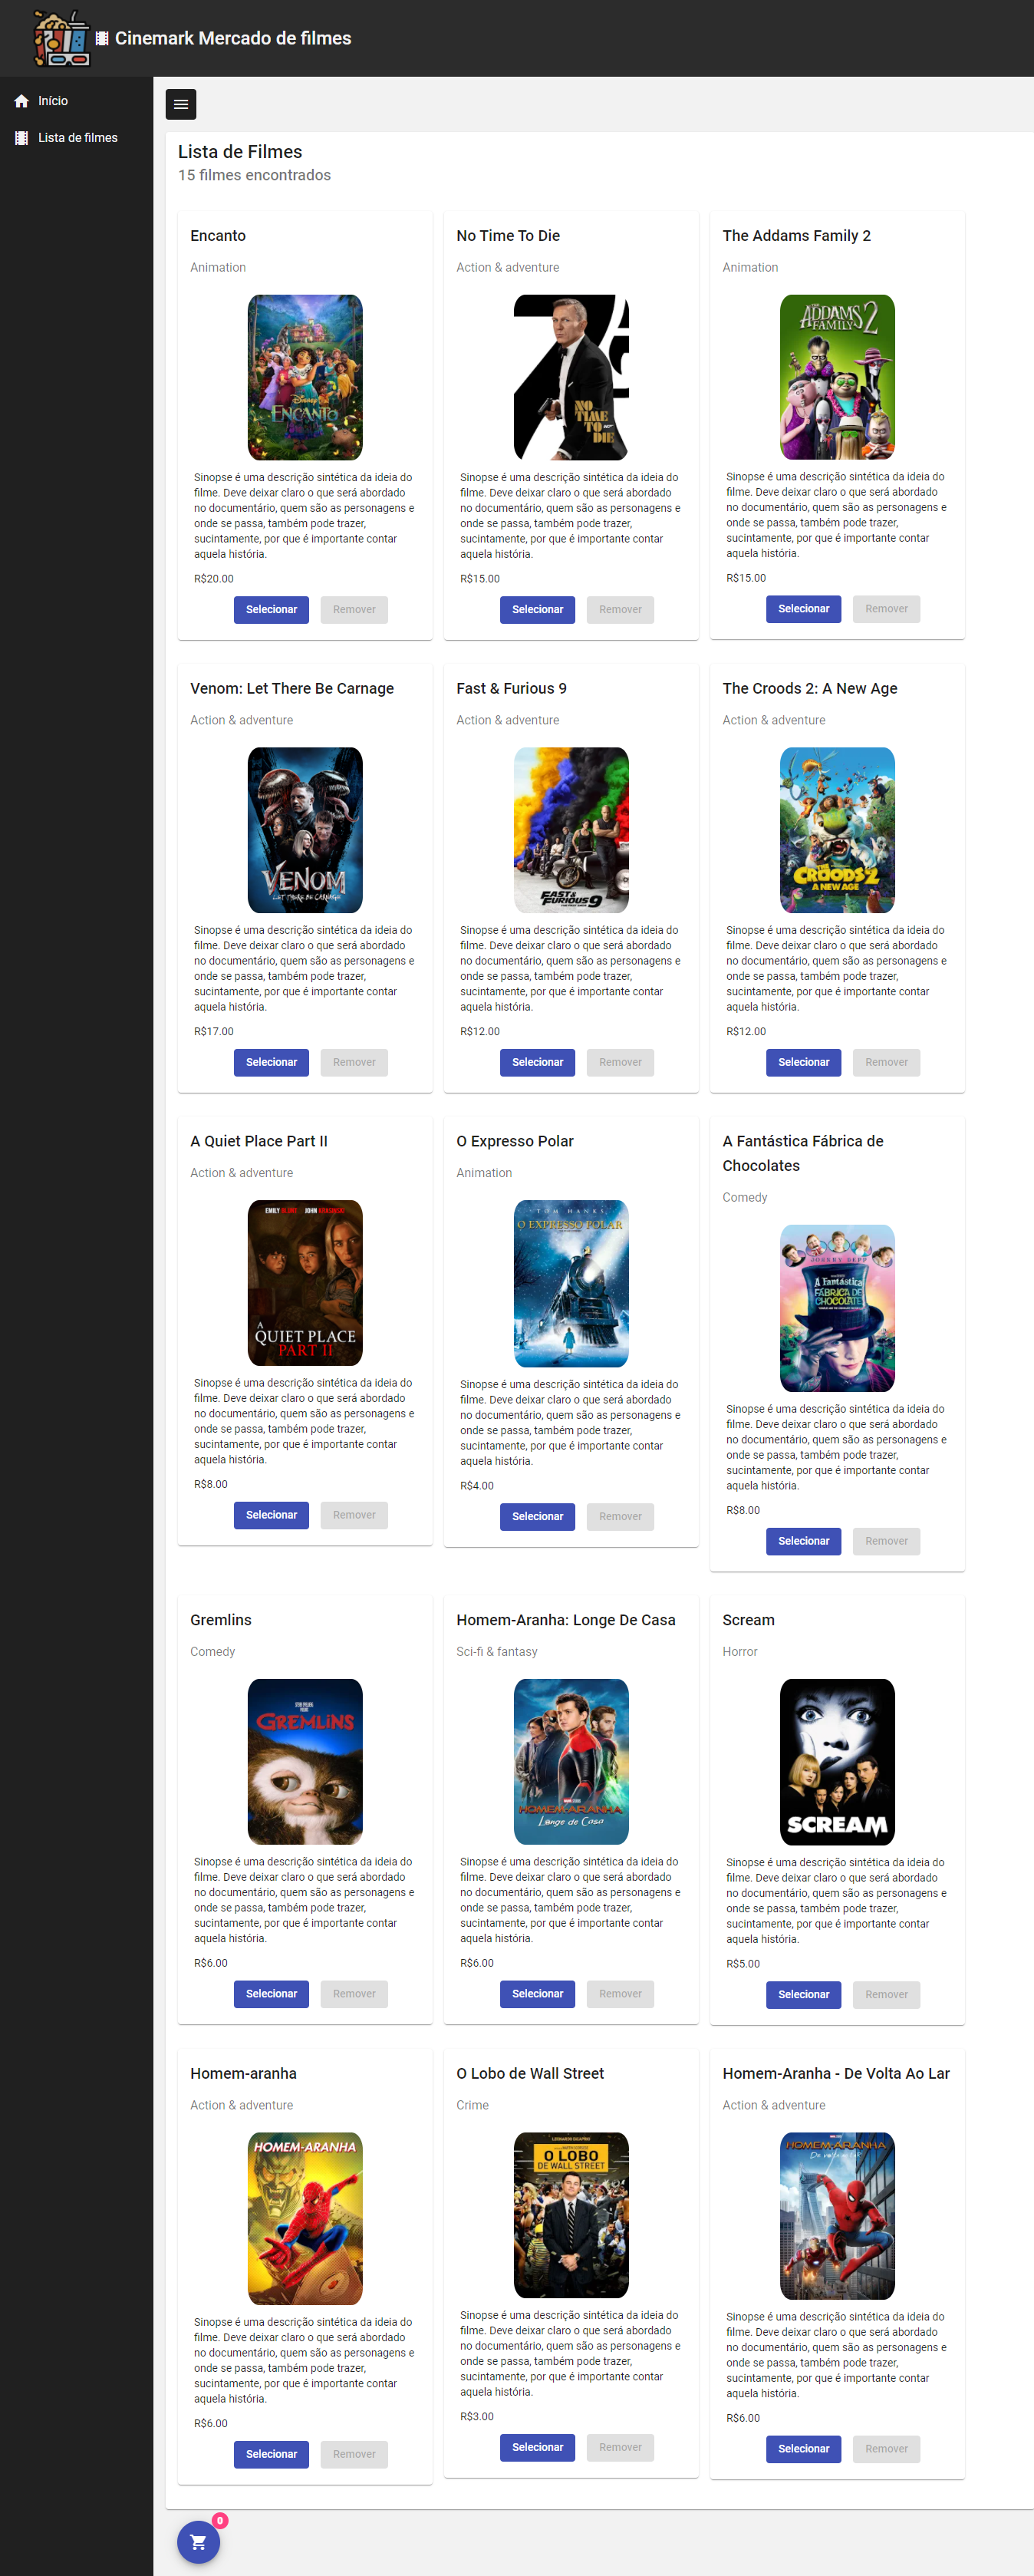 Cinemark Mercado de filmes
Início
Lista de filmes
Lista de Filmes
15 filmes encontrados
Encanto
Animation
Disney
ENCANTO
Sinopse é uma descrição sintética da ideia do
filme. Deve deixar claro o que será abordado
no documentário, quem são as personagens e
onde se passa, também pode trazer,
sucintamente, por que é importante contar
aquela história.
R$20.00
Selecionar
Remover
No Time To Die
Action & adventure
NO
TIME
TO
DIE
Sinopse é uma descrição sintética da ideia do
filme. Deve deixar claro o que será abordado
no documentário, quem são as personagens e
onde se passa, também pode trazer,
sucintamente, por que é importante contar
aquela história.
R$15.00
Selecionar
Remover
The Addams Family 2
Animation
THE
ADDAMS
FAMILY 2
Sinopse é uma descrição sintética da ideia do
filme. Deve deixar claro o que será abordado
no documentário, quem são as personagens e
onde se passa, também pode trazer,
sucintamente, por que é importante contar
aquela história.
R$15.00
Selecionar
Remover
Venom: Let There Be Carnage
Action & adventure
VENOM
LET THERE BE CARNAGE
Sinopse é uma descrição sintética da ideia do
filme. Deve deixar claro o que será abordado
no documentário, quem são as personagens e
onde se passa, também pode trazer,
sucintamente, por que é importante contar
aquela história.
R$17.00
Selecionar
Remover
Fast & Furious 9
Action & adventure
FAST &
FURIOUS 9
Sinopse é uma descrição sintética da ideia do
filme. Deve deixar claro o que será abordado
no documentário, quem são as personagens e
onde se passa, também pode trazer,
sucintamente, por que é importante contar
aquela história.
R$12.00
Selecionar
Remover
The Croods 2: A New Age
Action & adventure
THE
CROODS 2
A NEW AGE
Sinopse é uma descrição sintética da ideia do
filme. Deve deixar claro o que será abordado
no documentário, quem são as personagens e
onde se passa, também pode trazer,
sucintamente, por que é importante contar
aquela história.
R$12.00
Selecionar
Remover
A Quiet Place Part II
Action & adventure
EMILY BLUNT JOHN KRASINSKI
A
QUIET PLACE
PART II
Sinopse é uma descrição sintética da ideia do
filme. Deve deixar claro o que será abordado
no documentário, quem são as personagens e
onde se passa, também pode trazer,
sucintamente, por que é importante contar
aquela história.
R$8.00
Selecionar
Remover
O Expresso Polar
Animation
TOM HANKS
O EXPRESSO POLAR
Sinopse é uma descrição sintética da ideia do
filme. Deve deixar claro o que será abordado
no documentário, quem são as personagens e
onde se passa, também pode trazer,
sucintamente, por que é importante contar
aquela história.
R$4.00
Selecionar
Remover
A Fantástica Fábrica de
Chocolates
Comedy
JOHNNY DEPP
A Fantástica
FÁBRICA DE
CHOCOLATE
Sinopse é uma descrição sintética da ideia do
filme. Deve deixar claro o que será abordado
no documentário, quem são as personagens e
onde se passa, também pode trazer,
sucintamente, por que é importante contar
aquela história.
R$8.00
Selecionar
Remover
Gremlins
Comedy
GREMLINS
Sinopse é uma descrição sintética da ideia do
filme. Deve deixar claro o que será abordado
no documentário, quem são as personagens e
onde se passa, também pode trazer,
sucintamente, por que é importante contar
aquela história.
R$6.00
Selecionar
Remover
Homem-Aranha: Longe De Casa
Sci-fi & fantasy
HOMEM-ARANHA
Longe de Casa
Sinopse é uma descrição sintética da ideia do
filme. Deve deixar claro o que será abordado
no documentário, quem são as personagens e
onde se passa, também pode trazer,
sucintamente, por que é importante contar
aquela história.
R$6.00
Selecionar
Remover
Scream
Horror
SCREAM
Sinopse é uma descrição sintética da ideia do
filme. Deve deixar claro o que será abordado
no documentário, quem são as personagens e
onde se passa, também pode trazer,
sucintamente, por que é importante contar
aquela história.
R$5.00
Selecionar
Remover
Homem-aranha
Action & adventure
HOMEM-ARANHA
Sinopse é uma descrição sintética da ideia do
filme. Deve deixar claro o que será abordado
no documentário, quem são as personagens e
onde se passa, também pode trazer,
sucintamente, por que é importante contar
aquela história.
R$6.00
Selecionar
Remover
O Lobo de Wall Street
Crime
LEONARDO DICAPRIO
O LOBO
DE WALL STREET
Sinopse é uma descrição sintética da ideia do
filme. Deve deixar claro o que será abordado
no documentário, quem são as personagens e
onde se passa, também pode trazer,
sucintamente, por que é importante contar
aquela história.
R$3.00
Selecionar
Remover
Homem-Aranha - De Volta Ao Lar
Action & adventure
HOMEM-ARANHA
De volta ao lar
Sinopse é uma descrição sintética da ideia do
filme. Deve deixar claro o que será abordado
no documentário, quem são as personagens e
onde se passa, também pode trazer,
sucintamente, por que é importante contar
aquela história.
R$6.00
Selecionar
Remover
0